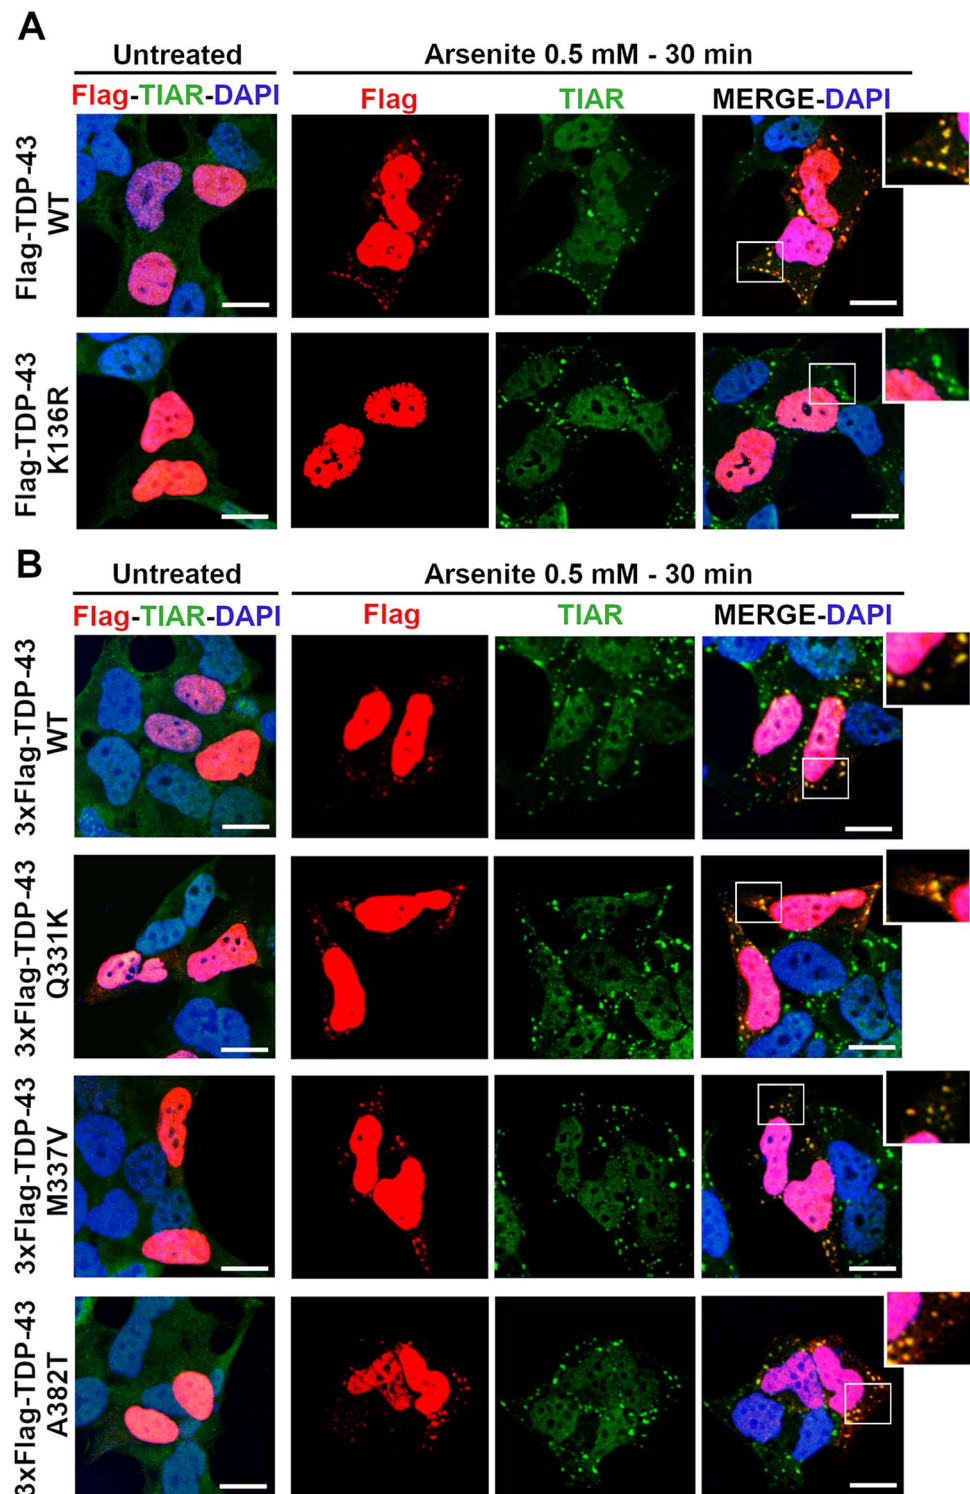 A
Untreated
Arsenite 0.5 mM - 30 min
Flag-TIAR-DAPI
Flag
TIAR
MERGE-DAPI
Flag-TDP-43
WT
Flag-TDP-43
K136R
B
Untreated
Arsenite 0.5 mM - 30 min
Flag-TIAR-DAPI
Flag
TIAR
MERGE-DAPI
3xFlag-TDP-43
WT
3xFlag-TDP-43
Q331K
3xFlag-TDP-43
M337V
3xFlag-TDP-43
A382T